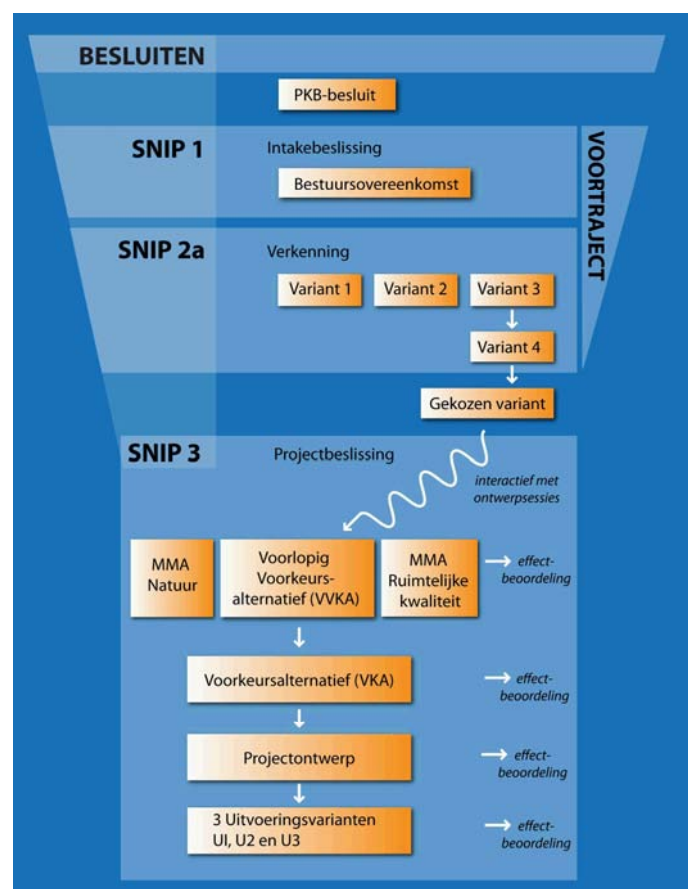 BESLUITEN
PKB-besluit
SNIP 1
Intakebeslissing
Bestuursovereenkomst
VOORTRAJECT
SNIP 2a
Verkenning
Variant 1
Variant 2
Variant 3
Variant 4
Gekozen variant
SNIP 3
Projectbeslissing
interactief met
ontwerpsessies
MMA
Natuur
Voorlopig
Voorkeurs-
alternatief (VVKA)
MMA
Ruimtelijke
kwaliteit
effect-
beoordeling
Voorkeursalternatief (VKA)
effect-
beoordeling
Projectontwerp
effect-
beoordeling
3 Uitvoeringsvarianten
UI, U2 en U3
effect-
beoordeling